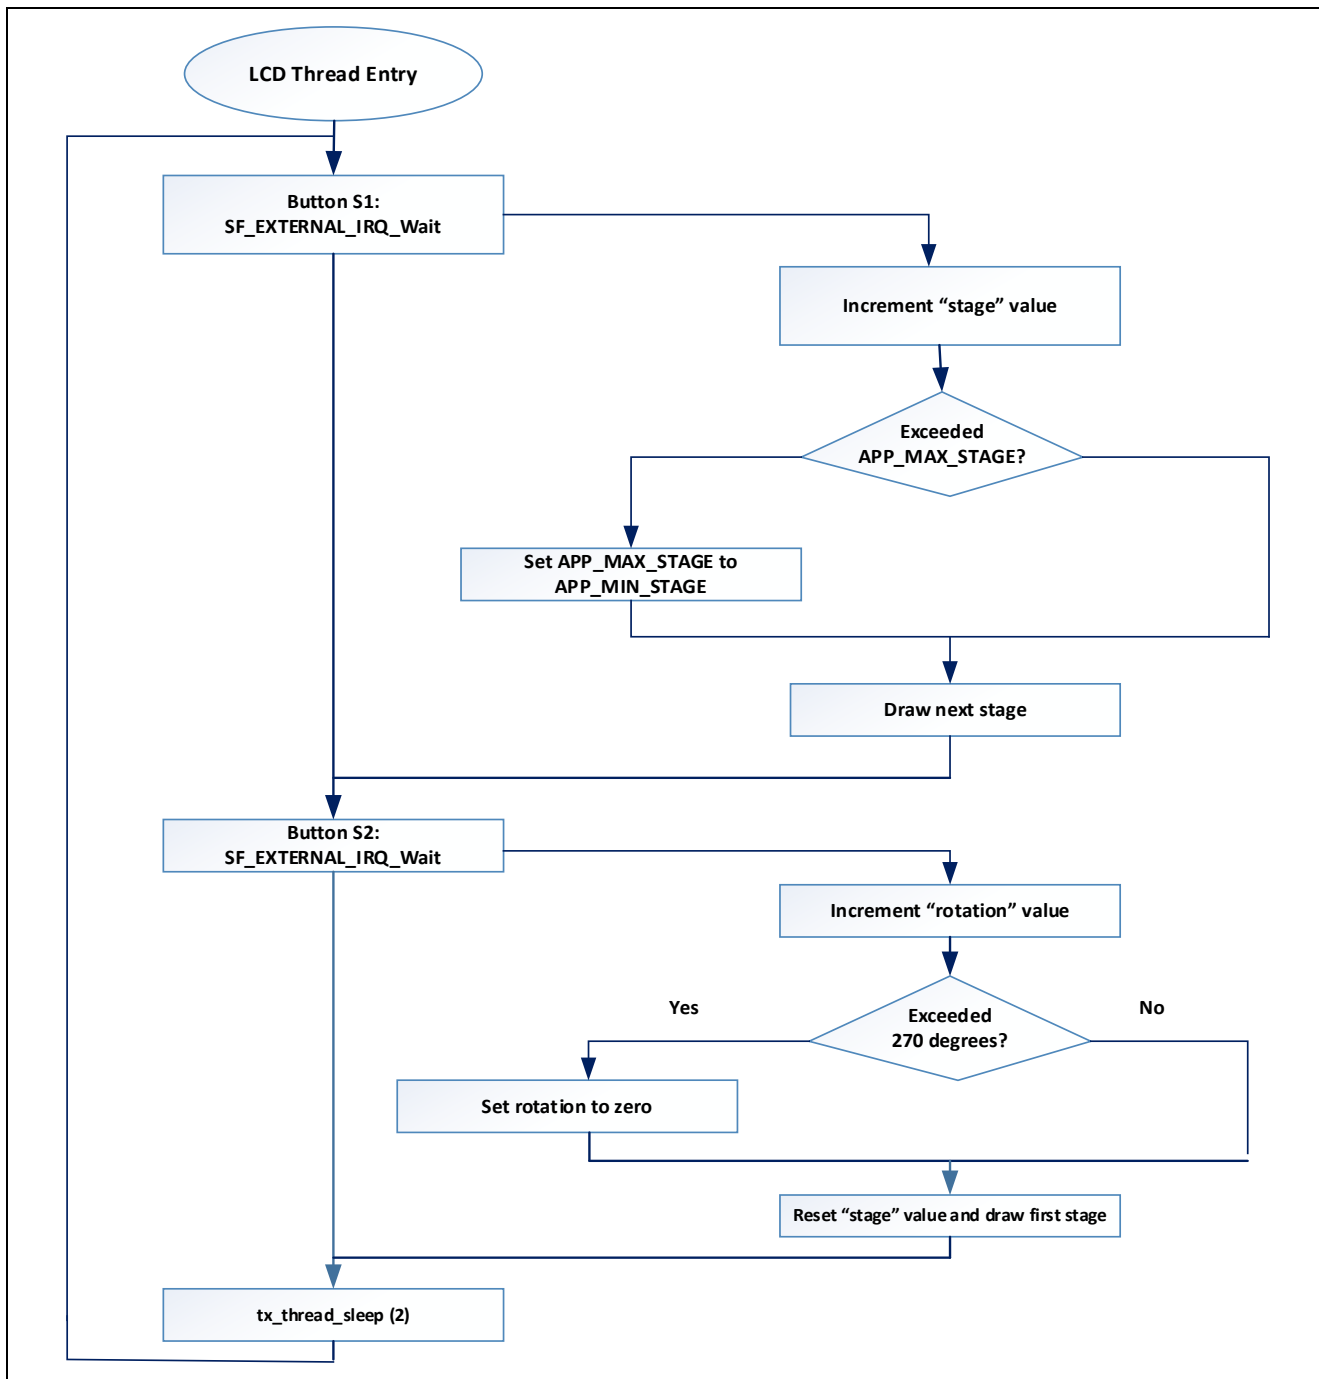 LCD Thread Entry
Button S1:
SF_EXTERNAL_IRQ_Wait
Increment “stage” value
Exceeded
APP_MAX_STAGE?
Set APP_MAX_STAGE to
APP_MIN_STAGE
Draw next stage
Button S2:
SF_EXTERNAL_IRQ_Wait
Increment “rotation” value
Yes
Exceeded
270 degrees?
No
Set rotation to zero
Reset “stage” value and draw first stage
tx_thread_sleep (2)